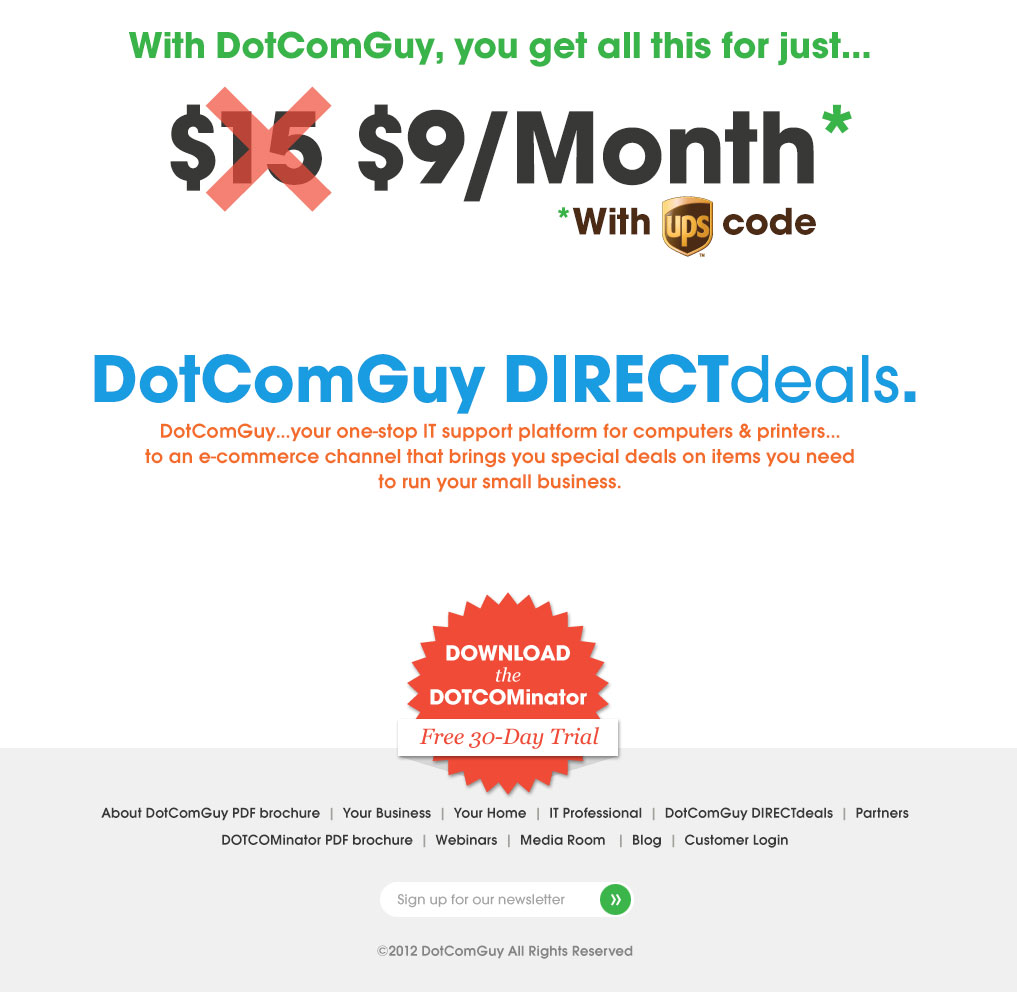 With DotComGuy, you get all this for just...
$15 $9/Month*
*With ups code
TM
DotComGuy DIRECTdeals.
DotComGuy...your one-stop IT support platform for computers & printers...
to an e-commerce channel that brings you special deals on items you need
to run your small business.
DOWNLOAD
the
DOTCOMinator
Free 30-Day Trial
About DotComGuy PDF brochure | Your Business | Your Home | IT Professional | DotComGuy DIRECTdeals | Partners
DOTCOMinator PDF brochure | Webinars | Media Room | Blog | Customer Login
Sign up for our newsletter »
©2012 DotComGuy All Rights Reserved